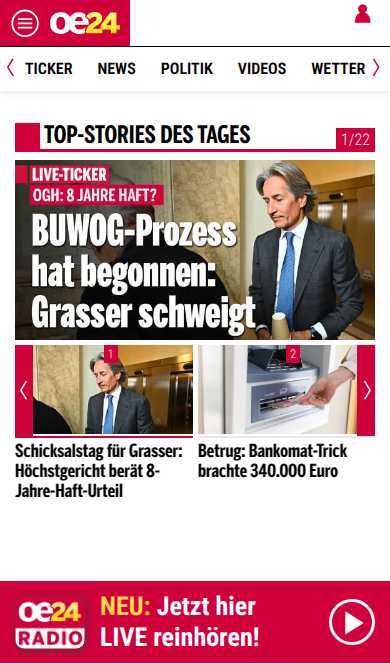 oe24
TICKER NEWS POLITIK VIDEOS WETTER
TOP-STORIES DES TAGES
1/22
LIVE-TICKER
OGH: 8 JAHRE HAFT?
BUWOG-Prozess
hat begonnen:
Grasser schweigt
1
2
Schicksalstag für Grasser:
Höchstgericht berät 8-
Jahre-Haft-Urteil
Betrug: Bankomat-Trick
brachte 340.000 Euro
oe24
RADIO
NEU: Jetzt hier
LIVE reinhören!